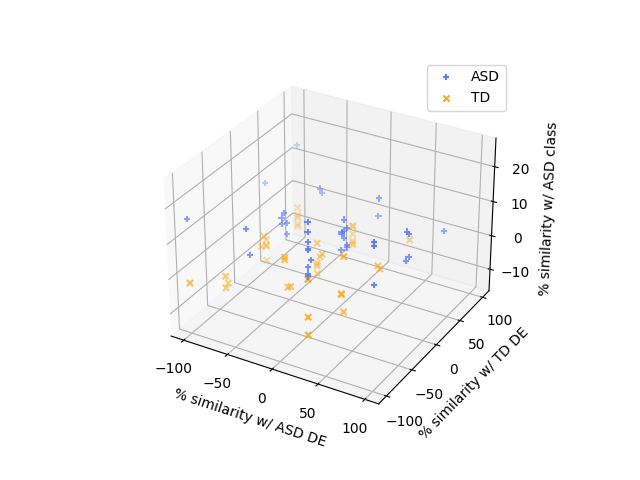 ASD
TD
20
10
0
−10
% similarity w/ ASD class
100
50
0
−50
−100
% similarity w/ TD DE
−100
−50
0
50
100
% similarity w/ ASD DE